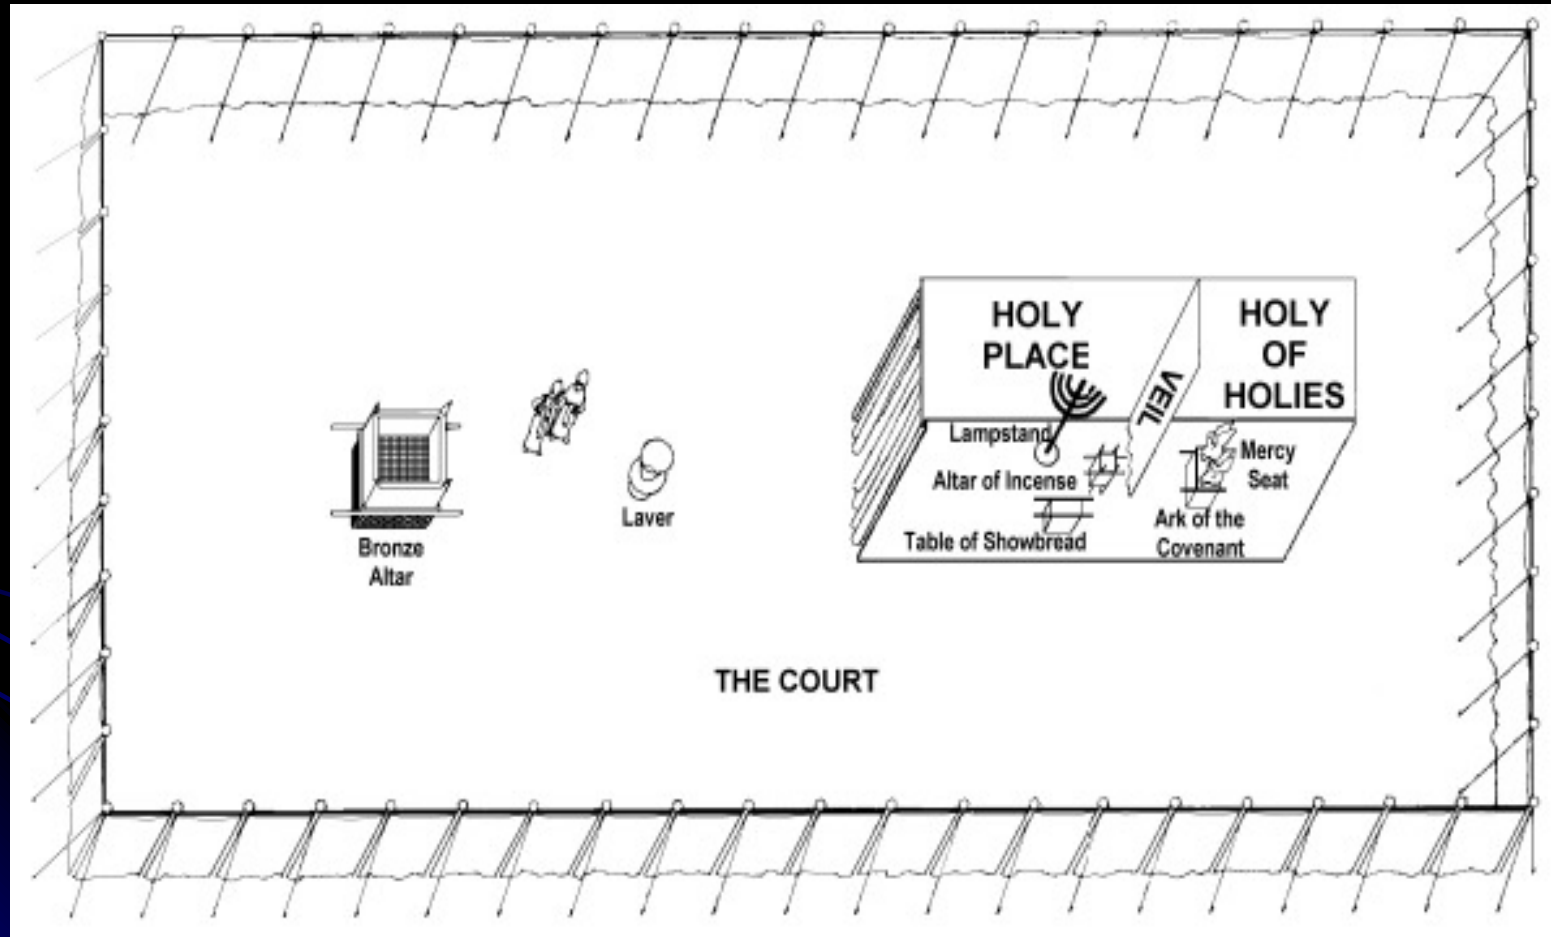 HOLY
PLACE
HOLY
OF
HOLIES
VEIL
Lampstand
Altar of Incense
Table of Showbread
Mercy
Seat
Ark of the
Covenant
Laver
Bronze
Altar
THE COURT